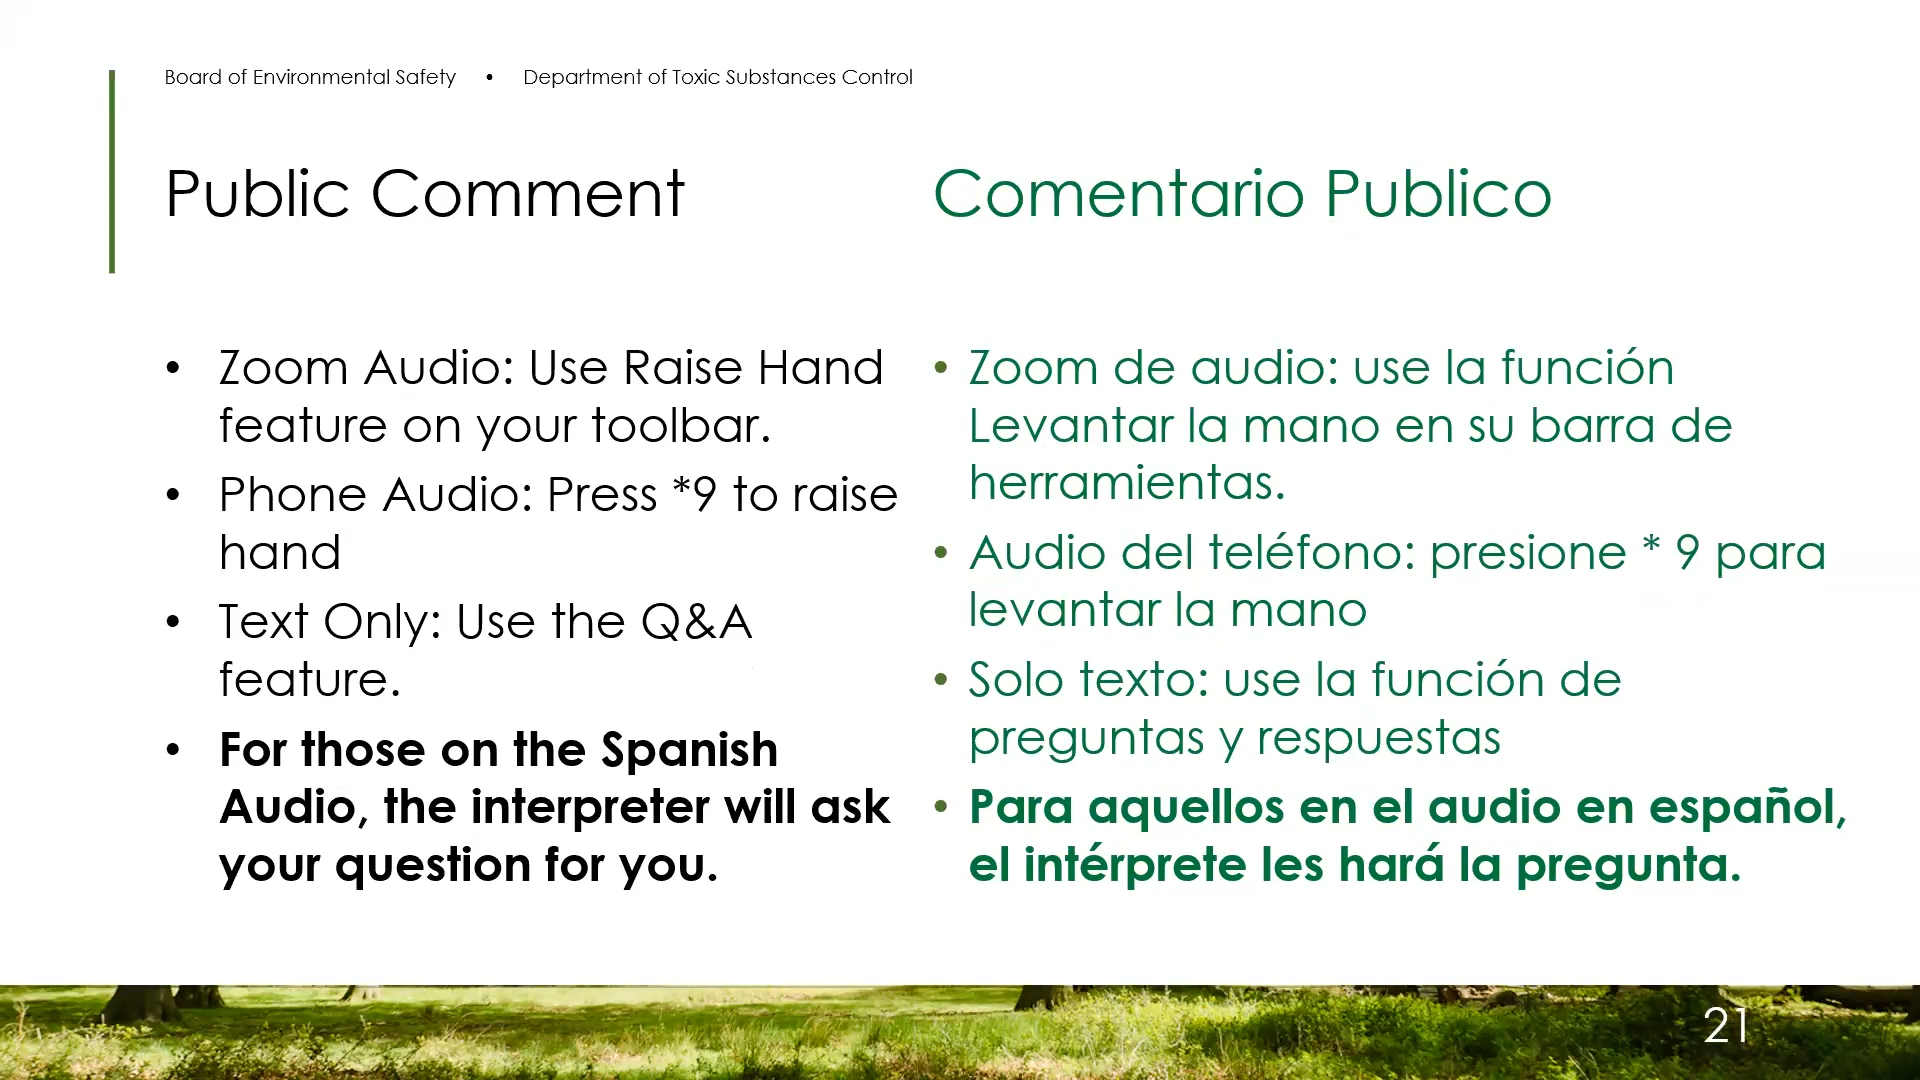 Board of Environmental Safety • Department of Toxic Substances Control
Public Comment
• Zoom Audio: Use Raise Hand
feature on your toolbar.
• Phone Audio: Press *9 to raise
hand
• Text Only: Use the Q&A
feature.
• For those on the Spanish
Audio, the interpreter will ask
your question for you.
Comentario Publico
• Zoom de audio: use la función
Levantar la mano en su barra de
herramientas.
• Audio del teléfono: presione * 9 para
levantar la mano
• Solo texto: use la función de
preguntas y respuestas
• Para aquellos en el audio en español,
el intérprete les hará la pregunta.
21